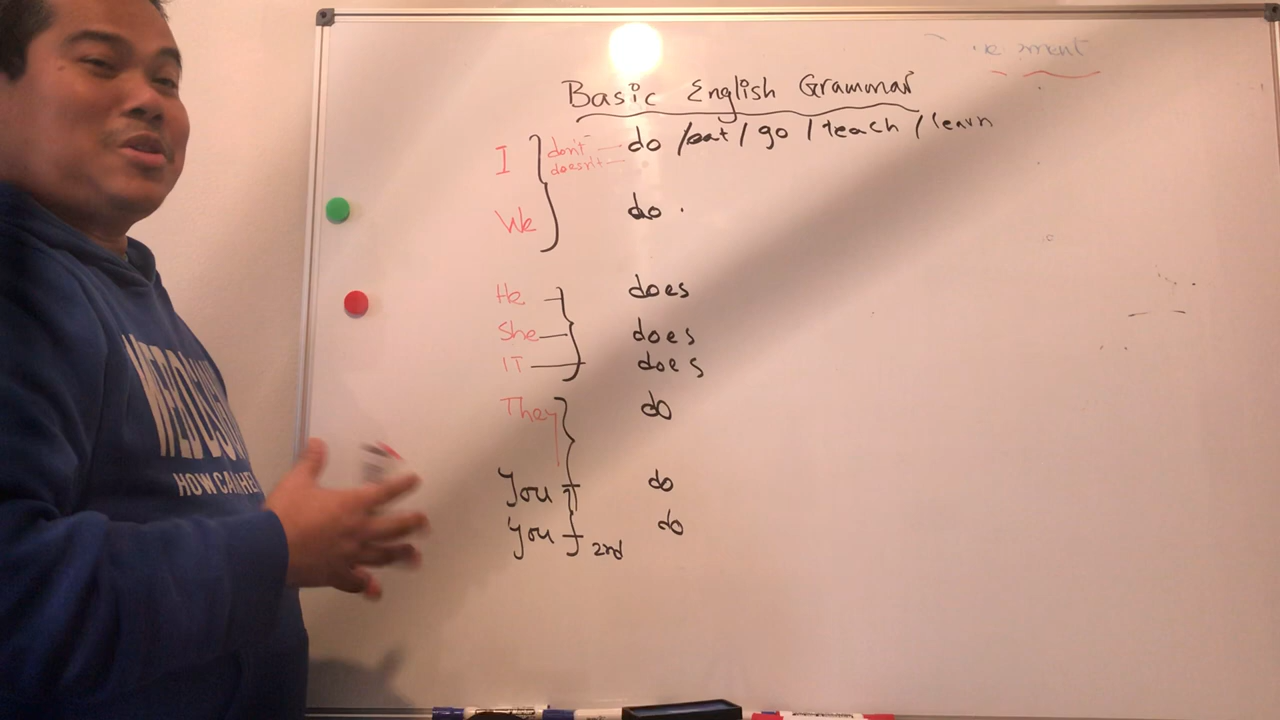 ment
Basic English Grammar
I don't do /eat / go / teach / learn
doesn't
We do .
He does
She does
IT does
They do
You do
you 2nd do
HOW CAN HE